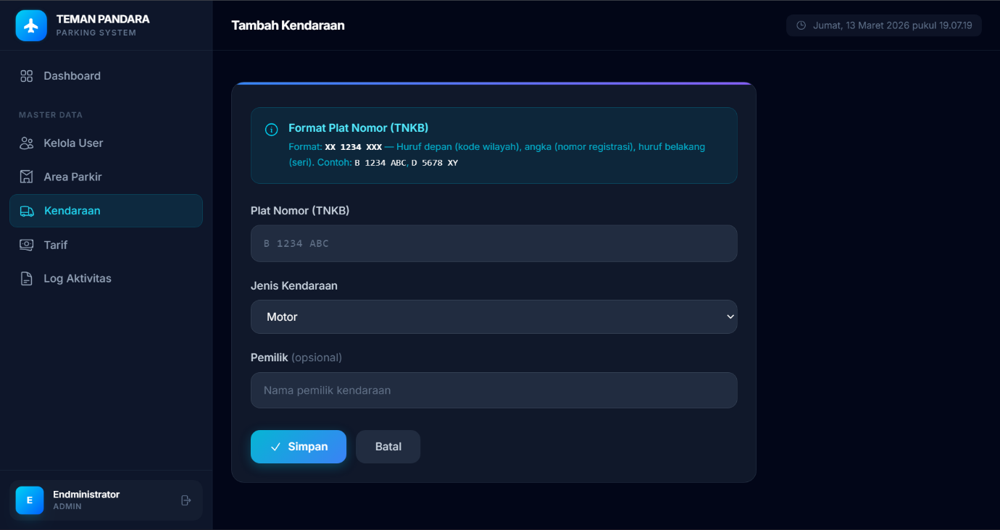 TEMAN PANDARA
PARKING SYSTEM
Dashboard
MASTER DATA
Kelola User
Area Parkir
Kendaraan
Tarif
Log Aktivitas
E
Endministrator
ADMIN
Tambah Kendaraan
Jumat, 13 Maret 2026 pukul 19.07.19
Format Plat Nomor (TNKB)
Format: XX 1234 XXX — Huruf depan (kode wilayah), angka (nomor registrasi), huruf belakang
(seri). Contoh: B 1234 ABC, D 5678 XY
Plat Nomor (TNKB)
B 1234 ABC
Jenis Kendaraan
Motor
Pemilik (opsional)
Nama pemilik kendaraan
Simpan
Batal